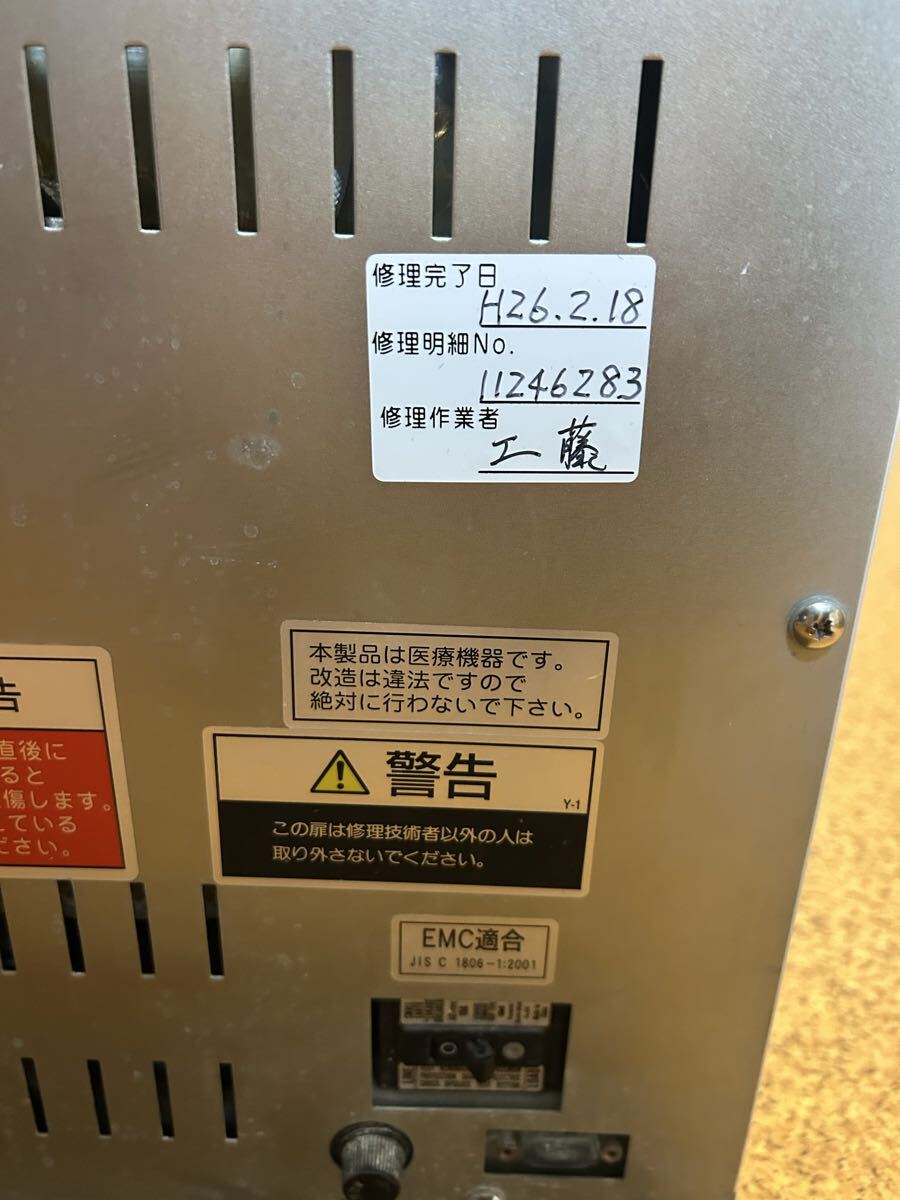 修理完了日
H26.2.18
修理明細No.
11246283
修理作業者
工藤
本製品は医療機器です。
改造は違法ですので
絶対に行わないで下さい。
告
直後に
ると
傷します。
ている
ださい。
警告
Y-1
この扉は修理技術者以外の人は
取り外さないでください。
EMC適合
JIS C 1806-1:2001